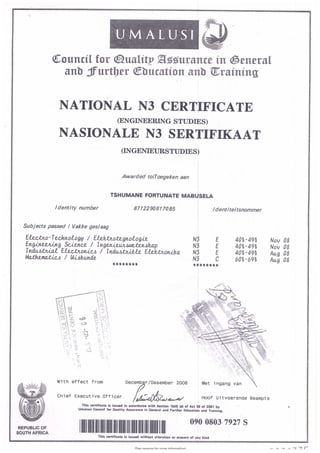 UMALUSI
Council for Quality Assurance in General
and Further Education and Training
NATIONAL N3 CERTIFICATE
(ENGINEERING STUDIES)
NASIONALE N3 SERTIFIKAAT
(INGENIEURSTUDIES)
Awarded to/Toegeken aan
TSHUMANE FORTUNATE MABUSELA
Identity number 8712290617085 Identiteitsnommer
Subjects passed / Vakke geslaag
Electro-Technology / Elektrotegnologie N3 E 40%-49% Nov 08
Engineering Science / Ingenieurswetenskap N3 E 40%-49% Nov 08
Industrial Electronics / Industriële Elektronika N3 E 40%-49% Aug 08
Mathematics / Wiskunde N3 C 60%-69% Aug 08
******** ********
With effect from December/Desember 2008 Met ingang van
Chief Executive Officer Hoof Uitvoerende Beampte
This certificate is issued in accordance with Section 16(4) of Act 58 of 2001 by
Umalusi Council for Quality Assurance in General and Further Education and Training.
REPUBLIC OF
SOUTH AFRICA
090 0803 7927 S
This certificate is issued without alteration or erasure of any kind